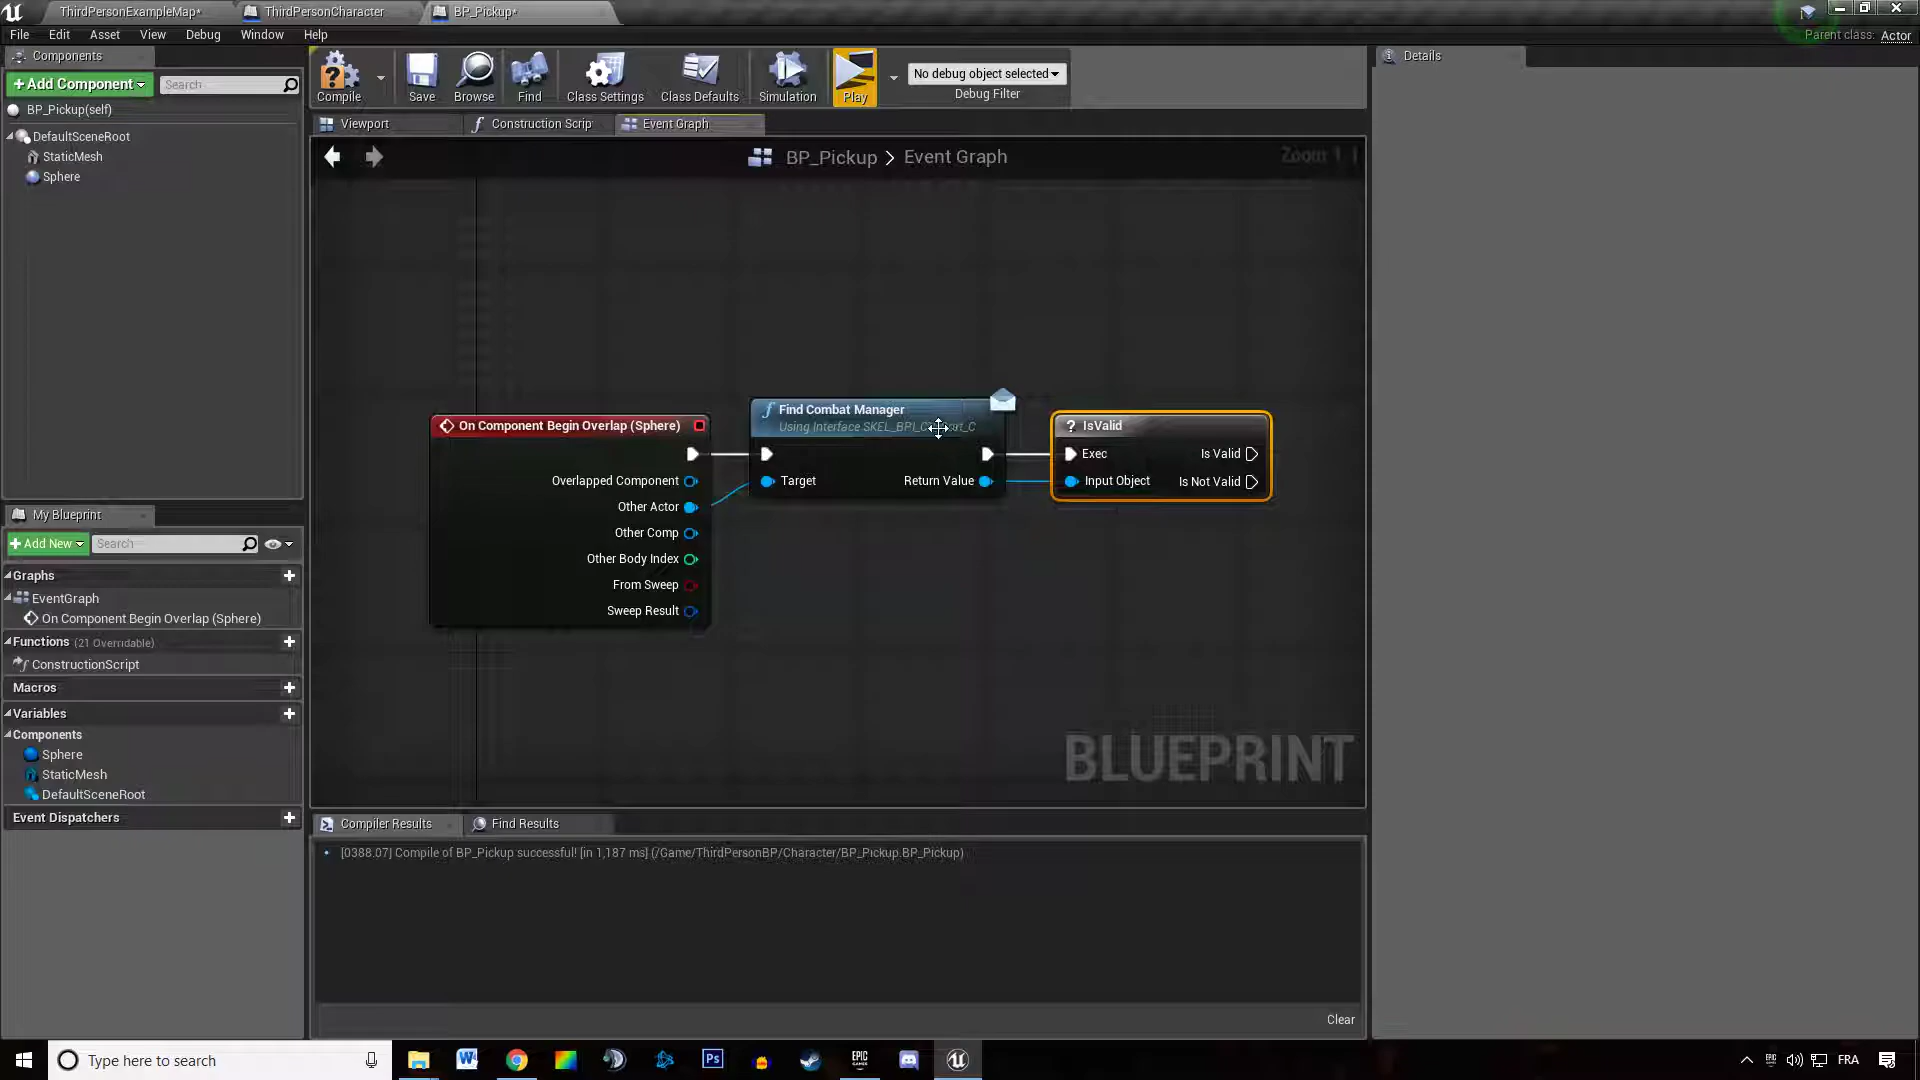 ThirdPersonExampleMap*
ThirdPersonCharacter
BP_Pickup*
File Edit Asset View Debug Window Help
Parent class: Actor
Components
+ Add Component
Search
BP_Pickup(self)
DefaultSceneRoot
StaticMesh
Sphere
Compile
Save
Browse
Find
Class Settings
Class Defaults
Simulation
Play
No debug object selected
Debug Filter
Details
Viewport
Construction Scrip
Event Graph
BP_Pickup > Event Graph
Zoom 1:1
On Component Begin Overlap (Sphere)
Overlapped Component
Other Actor
Other Comp
Other Body Index
From Sweep
Sweep Result
f Find Combat Manager
Target
Return Value
? IsValid
Exec
Is Valid
Input Object
Is Not Valid
BLUEPRINT
My Blueprint
+ Add New
Search
Graphs
EventGraph
On Component Begin Overlap (Sphere)
Functions (21 Overridable)
ConstructionScript
Macros
Variables
Components
Sphere
StaticMesh
DefaultSceneRoot
Event Dispatchers
Compiler Results
Find Results
[0388.07] Compile of BP_Pickup successful! [in 1,187 ms] (/Game/ThirdPersonBP/Character/BP_Pickup.BP_Pickup)
Clear
Type here to search
Ps
EPIC GAMES
FRA